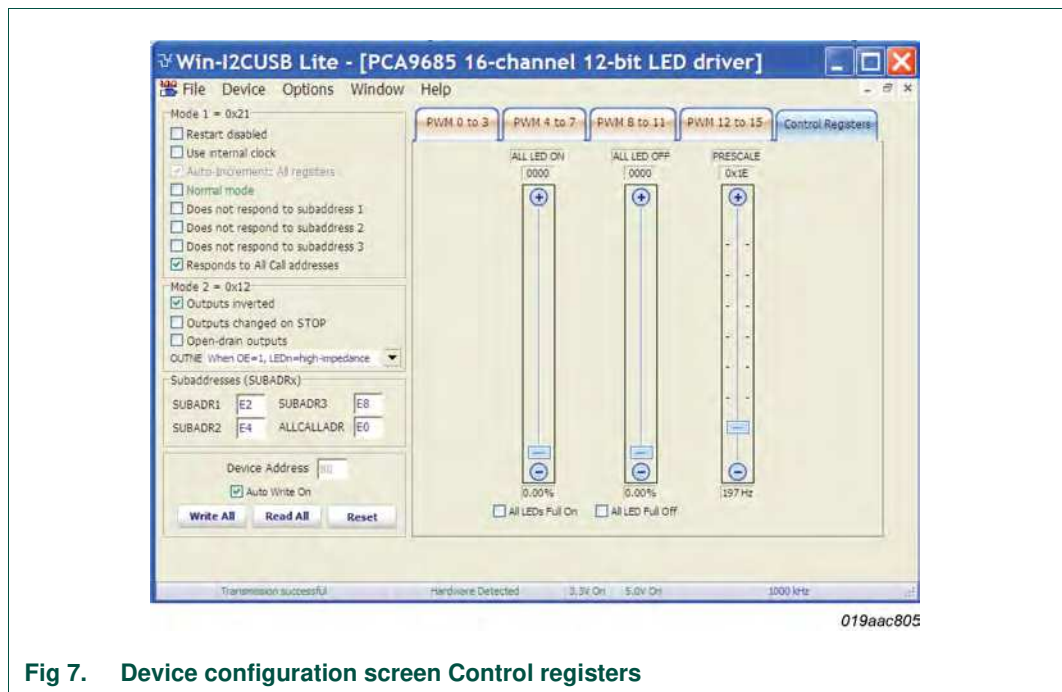 Win-I2CUSB Lite - [PCA9685 16-channel 12-bit LED driver]
File Device Options Window Help
Mode 1 = 0x21
Restart disabled
Use internal clock
Auto-Increment: All registers
Normal mode
Does not respond to subaddress 1
Does not respond to subaddress 2
Does not respond to subaddress 3
Responds to All Call addresses
Mode 2 = 0x12
Outputs inverted
Outputs changed on STOP
Open-drain outputs
OUTNE When OE=1, LEDn=high-impedance
Subaddresses (SUBADRx)
SUBADR1 E2 SUBADR3 E8
SUBADR2 E4 ALLCALLADR E0
Device Address 80
Auto Write On
Write All Read All Reset
PWM 0 to 3 PWM 4 to 7 PWM 8 to 11 PWM 12 to 15 Control Registers
ALL LED ON ALL LED OFF PRESCALE
0000 0000 0x1E
0.00% 0.00% 197 Hz
All LEDs Full On All LED Full Off
Transmission successful Hardware Detected 3.3V On 5.0V On 1000 kHz
019aac805
Fig 7. Device configuration screen Control registers